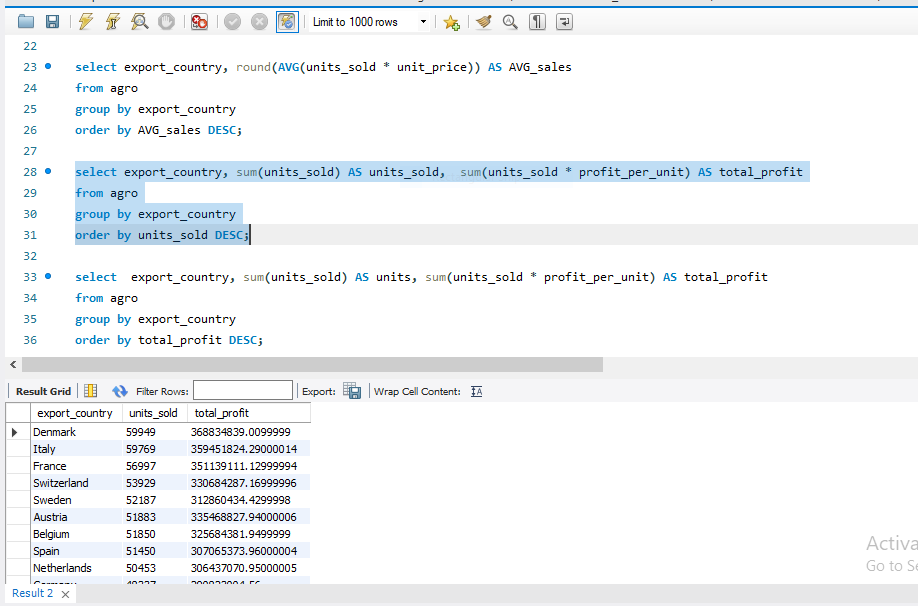 Limit to 1000 rows
22
23 select export_country, round(AVG(units_sold * unit_price)) AS AVG_sales
24 from agro
25 group by export_country
26 order by AVG_sales DESC;
27
28 select export_country, sum(units_sold) AS units_sold,  sum(units_sold * profit_per_unit) AS total_profit
29 from agro
30 group by export_country
31 order by units_sold DESC;
32
33 select  export_country, sum(units_sold) AS units, sum(units_sold * profit_per_unit) AS total_profit
34 from agro
35 group by export_country
36 order by total_profit DESC;
Result Grid Filter Rows: Export: Wrap Cell Content:
export_country units_sold total_profit
Denmark 59949 368834839.0099999
Italy 59769 359451824.29000014
France 56997 351139111.12999994
Switzerland 53929 330684287.16999996
Sweden 52187 312860434.4299998
Austria 51883 335468827.94000006
Belgium 51850 325684381.9499999
Spain 51450 307065373.96000004
Netherlands 50453 306437070.95000005
Activa
Go to Se
Result 2